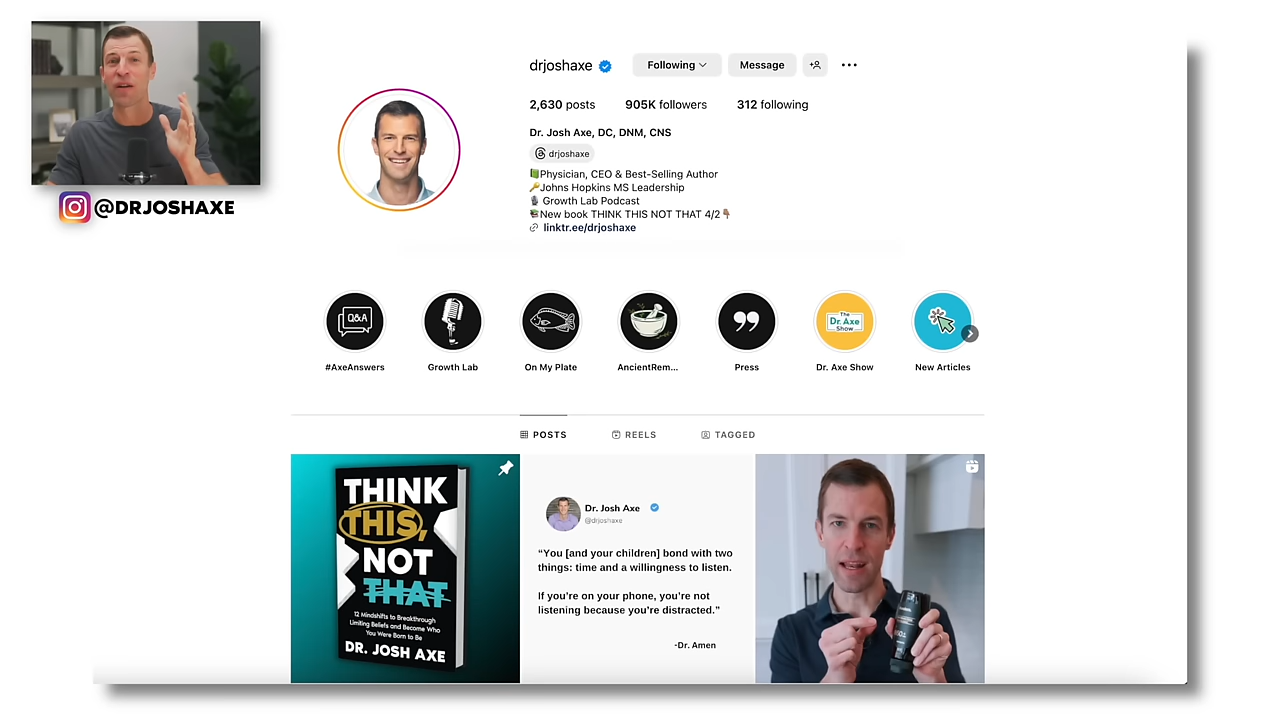 @DRJOSHAXE
drjoshaxe
Following
Message
2,630 posts
905K followers
312 following
Dr. Josh Axe, DC, DNM, CNS
drjoshaxe
Physician, CEO & Best-Selling Author
Johns Hopkins MS Leadership
Growth Lab Podcast
New book THINK THIS NOT THAT 4/2
linktr.ee/drjoshaxe
Q&A
The
Dr. Axe
Show
#AxeAnswers
Growth Lab
On My Plate
AncientRem...
Press
Dr. Axe Show
New Articles
POSTS
REELS
TAGGED
THINK
THIS,
NOT
THAT
12 Mindshifts to Breakthrough
Limiting Beliefs and Become Who
You Were Born to Be
DR. JOSH AXE
Dr. Josh Axe
@drjoshaxe
“You [and your children] bond with two
things: time and a willingness to listen.
If you’re on your phone, you’re not
listening because you’re distracted.”
-Dr. Amen